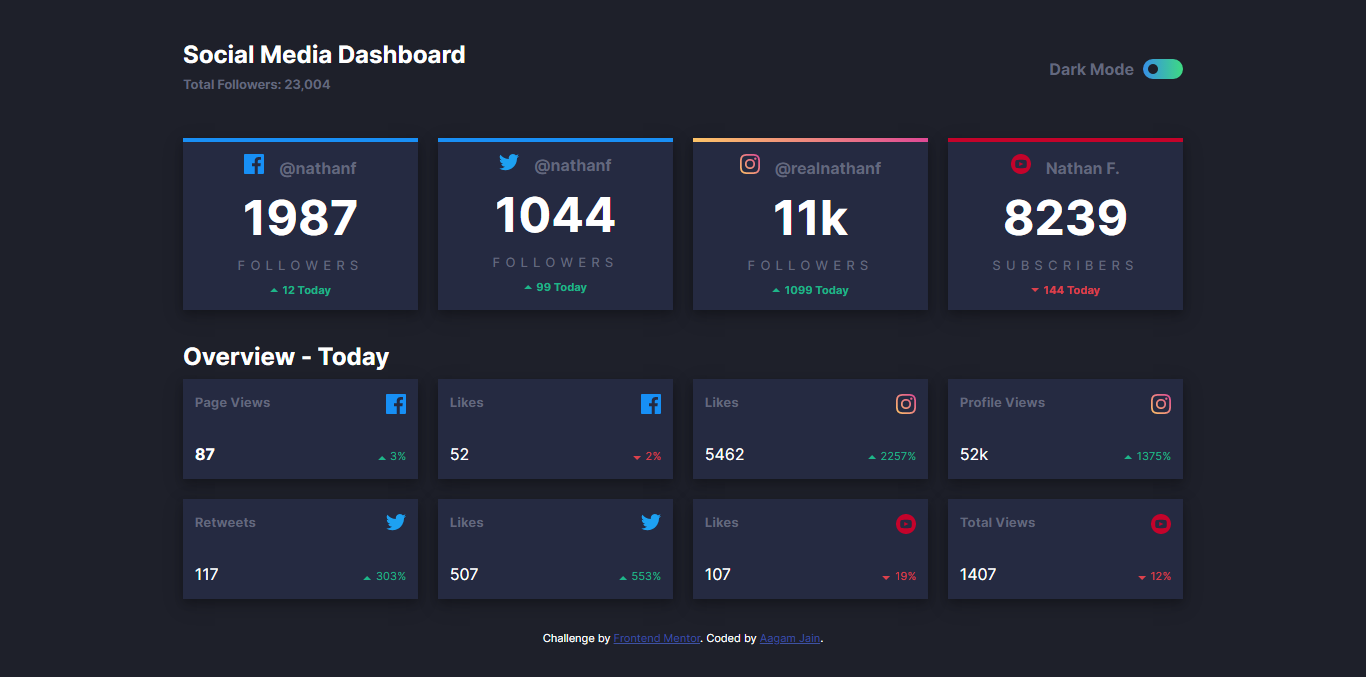 Social Media Dashboard
Total Followers: 23,004
Dark Mode
@nathanf
1987
FOLLOWERS
12 Today
@nathanf
1044
FOLLOWERS
99 Today
@realnathanf
11k
FOLLOWERS
1099 Today
Nathan F.
8239
SUBSCRIBERS
144 Today
Overview - Today
Page Views
87
3%
Likes
52
2%
Likes
5462
2257%
Profile Views
52k
1375%
Retweets
117
303%
Likes
507
553%
Likes
107
19%
Total Views
1407
12%
Challenge by Frontend Mentor. Coded by Aagam Jain.